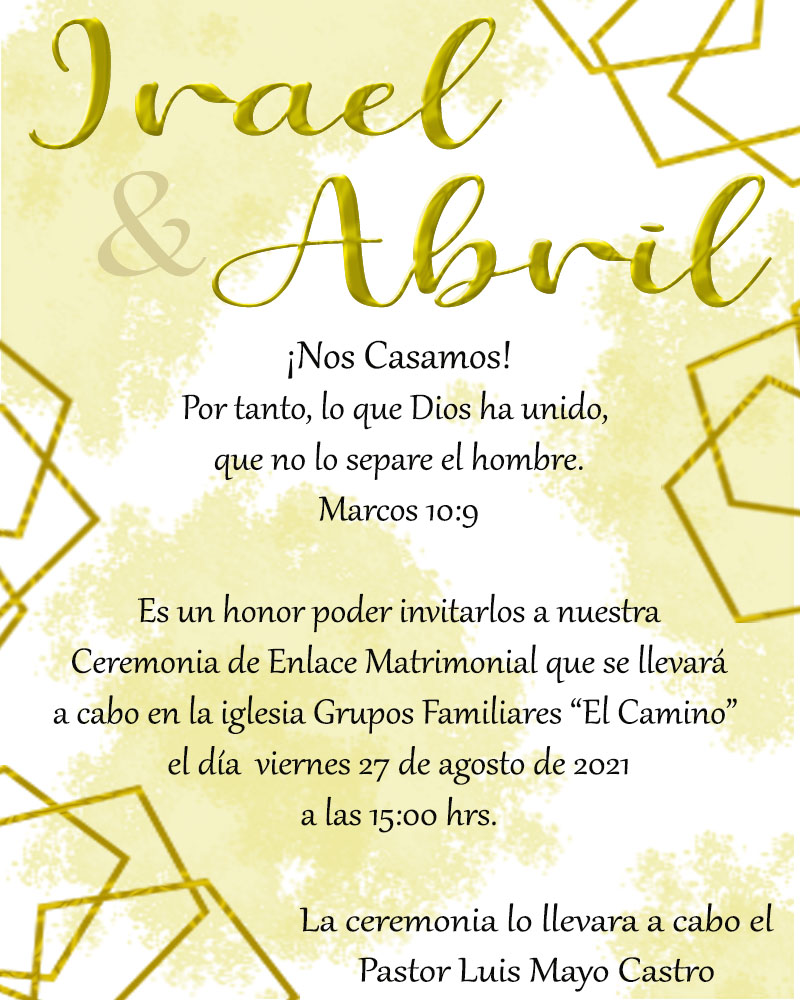 Irael
& Abril
¡Nos Casamos!
Por tanto, lo que Dios ha unido,
que no lo separe el hombre.
Marcos 10:9
Es un honor poder invitarlos a nuestra
Ceremonia de Enlace Matrimonial que se llevará
a cabo en la iglesia Grupos Familiares “El Camino”
el día viernes 27 de agosto de 2021
a las 15:00 hrs.
La ceremonia lo llevara a cabo el
Pastor Luis Mayo Castro